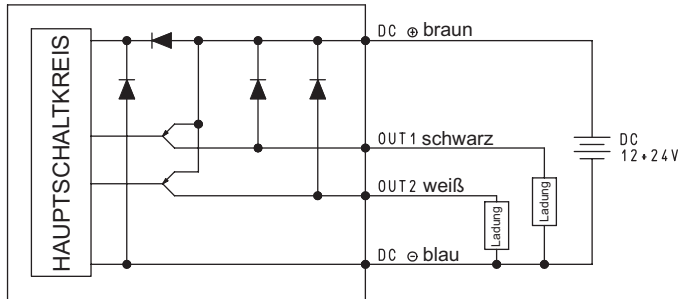 HAUPTSCHALTKREIS
DC ⊕ braun
OUT1 schwarz
OUT2 weiß
DC ⊖ blau
Ladung
Ladung
DC
12+24V